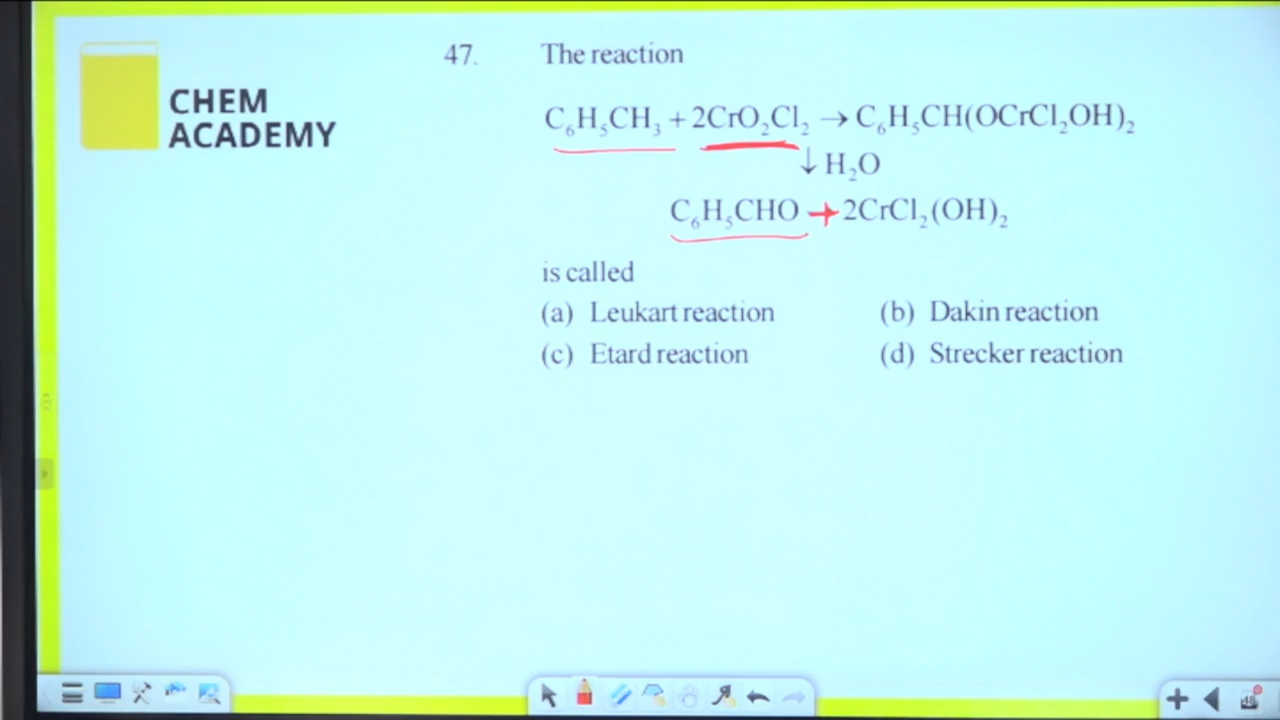 CHEM
ACADEMY
47. The reaction
C₆H₅CH₃ + 2CrO₂Cl₂ → C₆H₅CH(OCrCl₂OH)₂
↓ H₂O
C₆H₅CHO + 2CrCl₂(OH)₂
is called
(a) Leukart reaction (b) Dakin reaction
(c) Etard reaction (d) Strecker reaction